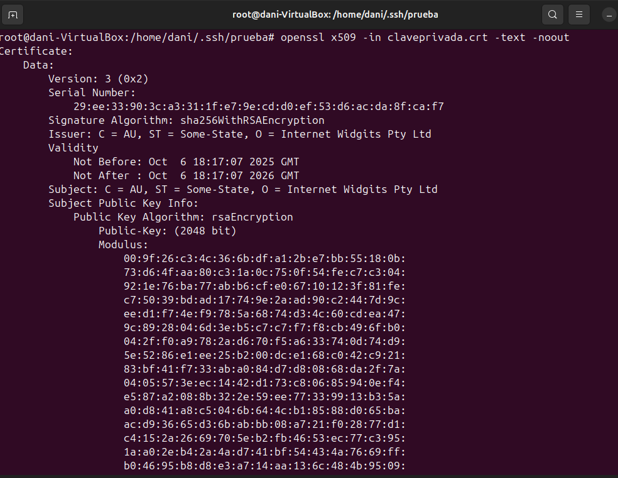 root@dani-VirtualBox: /home/dani/.ssh/prueba
root@dani-VirtualBox:/home/dani/.ssh/prueba# openssl x509 -in claveprivada.crt -text -noout
Certificate:
    Data:
        Version: 3 (0x2)
        Serial Number:
            29:ee:33:90:3c:a3:31:1f:e7:9e:cd:d0:ef:53:d6:ac:da:8f:ca:f7
        Signature Algorithm: sha256WithRSAEncryption
        Issuer: C = AU, ST = Some-State, O = Internet Widgits Pty Ltd
        Validity
            Not Before: Oct  6 18:17:07 2025 GMT
            Not After : Oct  6 18:17:07 2026 GMT
        Subject: C = AU, ST = Some-State, O = Internet Widgits Pty Ltd
        Subject Public Key Info:
            Public Key Algorithm: rsaEncryption
                Public-Key: (2048 bit)
                Modulus:
                    00:9f:26:c3:4c:36:6b:df:a1:2b:e7:bb:55:18:0b:
                    73:d6:4f:aa:80:c3:1a:0c:75:0f:54:fe:c7:c3:04:
                    92:1e:76:ba:77:ab:b6:cf:e0:67:10:12:3f:81:fe:
                    c7:50:39:bd:ad:17:74:9e:2a:ad:90:c2:44:7d:9c:
                    ee:d1:f7:4e:f9:78:5a:68:74:d3:4c:60:cd:ea:47:
                    9c:89:28:04:6d:3e:b5:c7:c7:f7:f8:cb:49:6f:b0:
                    04:2f:f0:a9:78:2a:d6:70:f5:a6:33:74:0d:74:d9:
                    5e:52:86:e1:ee:25:b2:00:dc:e1:68:c0:42:c9:21:
                    83:bf:41:f7:33:ab:a0:84:d7:d8:08:68:da:2f:7a:
                    04:05:57:3e:ec:14:42:d1:73:c8:06:85:94:0e:f4:
                    e5:87:a2:08:8b:32:2e:59:ee:77:33:99:13:b3:5a:
                    a0:d8:41:a8:c5:04:6b:64:4c:b1:85:88:d0:65:ba:
                    ac:d9:36:65:d3:6b:ab:bb:08:a7:21:f0:28:77:d1:
                    c4:15:2a:26:69:70:5e:b2:fb:46:53:ec:77:c3:95:
                    1a:a0:2e:b4:2a:4a:d7:41:bf:54:43:4a:76:69:ff:
                    b0:46:95:b8:d8:e3:a7:14:aa:13:6c:48:4b:95:09: